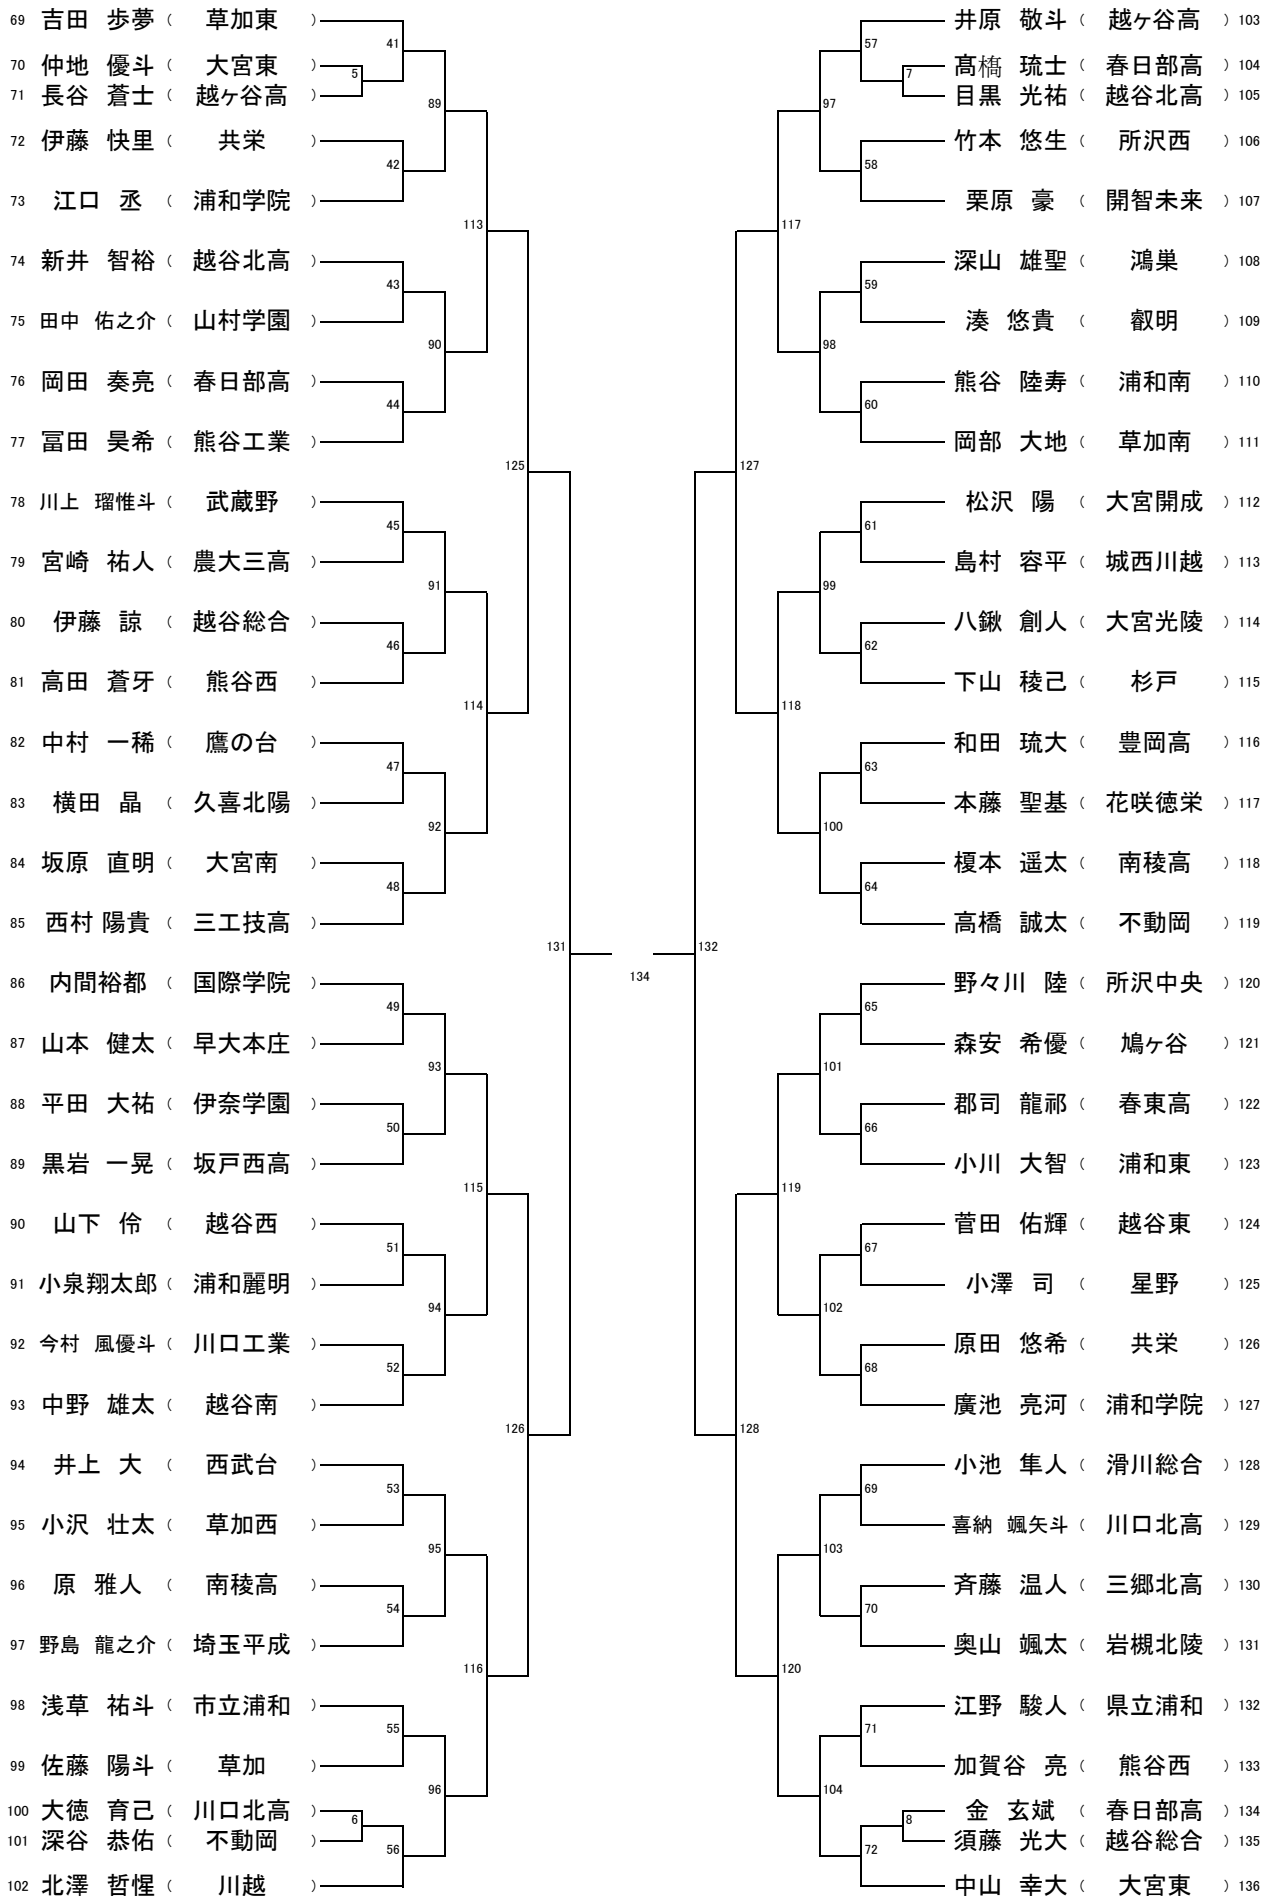 69 吉田 歩夢 ( 草加東 )
70 仲地 優斗 ( 大宮東 )
71 長谷 蒼士 ( 越ヶ谷高 )
72 伊藤 快里 ( 共栄 )
73 江口 丞 ( 浦和学院 )
74 新井 智裕 ( 越谷北高 )
75 田中 佑之介 ( 山村学園 )
76 岡田 奏亮 ( 春日部高 )
77 冨田 昊希 ( 熊谷工業 )
78 川上 瑠惟斗 ( 武蔵野 )
79 宮崎 祐人 ( 農大三高 )
80 伊藤 諒 ( 越谷総合 )
81 高田 蒼牙 ( 熊谷西 )
82 中村 一稀 ( 鷹の台 )
83 横田 晶 ( 久喜北陽 )
84 坂原 直明 ( 大宮南 )
85 西村 陽貴 ( 三工技高 )
86 内間裕都 ( 国際学院 )
87 山本 健太 ( 早大本庄 )
88 平田 大祐 ( 伊奈学園 )
89 黒岩 一晃 ( 坂戸西高 )
90 山下 伶 ( 越谷西 )
91 小泉翔太郎 ( 浦和麗明 )
92 今村 風優斗 ( 川口工業 )
93 中野 雄太 ( 越谷南 )
94 井上 大 ( 西武台 )
95 小沢 壮太 ( 草加西 )
96 原 雅人 ( 南稜高 )
97 野島 龍之介 ( 埼玉平成 )
98 浅草 祐斗 ( 市立浦和 )
99 佐藤 陽斗 ( 草加 )
100 大徳 育己 ( 川口北高 )
101 深谷 恭佑 ( 不動岡 )
102 北澤 哲惺 ( 川越 )
5
6
41
42
43
44
45
46
47
48
49
50
51
52
53
54
55
56
89
90
91
92
93
94
95
96
113
114
115
116
125
126
131
134
132
127
128
117
118
119
120
97
98
99
100
101
102
103
104
57
58
59
60
61
62
63
64
65
66
67
68
69
70
71
72
7
8
井原 敬斗 ( 越ヶ谷高 ) 103
髙橋 琉士 ( 春日部高 ) 104
目黒 光祐 ( 越谷北高 ) 105
竹本 悠生 ( 所沢西 ) 106
栗原 豪 ( 開智未来 ) 107
深山 雄聖 ( 鴻巣 ) 108
湊 悠貴 ( 叡明 ) 109
熊谷 陸寿 ( 浦和南 ) 110
岡部 大地 ( 草加南 ) 111
松沢 陽 ( 大宮開成 ) 112
島村 容平 ( 城西川越 ) 113
八鍬 創人 ( 大宮光陵 ) 114
下山 稜己 ( 杉戸 ) 115
和田 琉大 ( 豊岡高 ) 116
本藤 聖基 ( 花咲徳栄 ) 117
榎本 遥太 ( 南稜高 ) 118
高橋 誠太 ( 不動岡 ) 119
野々川 陸 ( 所沢中央 ) 120
森安 希優 ( 鳩ヶ谷 ) 121
郡司 龍祁 ( 春東高 ) 122
小川 大智 ( 浦和東 ) 123
菅田 佑輝 ( 越谷東 ) 124
小澤 司 ( 星野 ) 125
原田 悠希 ( 共栄 ) 126
廣池 亮河 ( 浦和学院 ) 127
小池 隼人 ( 滑川総合 ) 128
喜納 颯矢斗 ( 川口北高 ) 129
斉藤 温人 ( 三郷北高 ) 130
奥山 颯太 ( 岩槻北陵 ) 131
江野 駿人 ( 県立浦和 ) 132
加賀谷 亮 ( 熊谷西 ) 133
金 玄斌 ( 春日部高 ) 134
須藤 光大 ( 越谷総合 ) 135
中山 幸大 ( 大宮東 ) 136